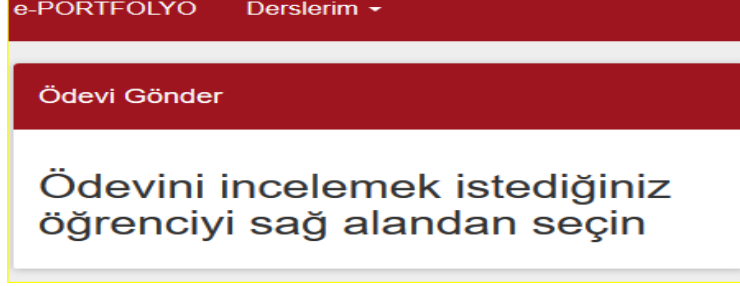 e-PORTFOLYO Derslerim
Ödevi Gönder
Ödevini incelemek istediğiniz
öğrenciyi sağ alandan seçin